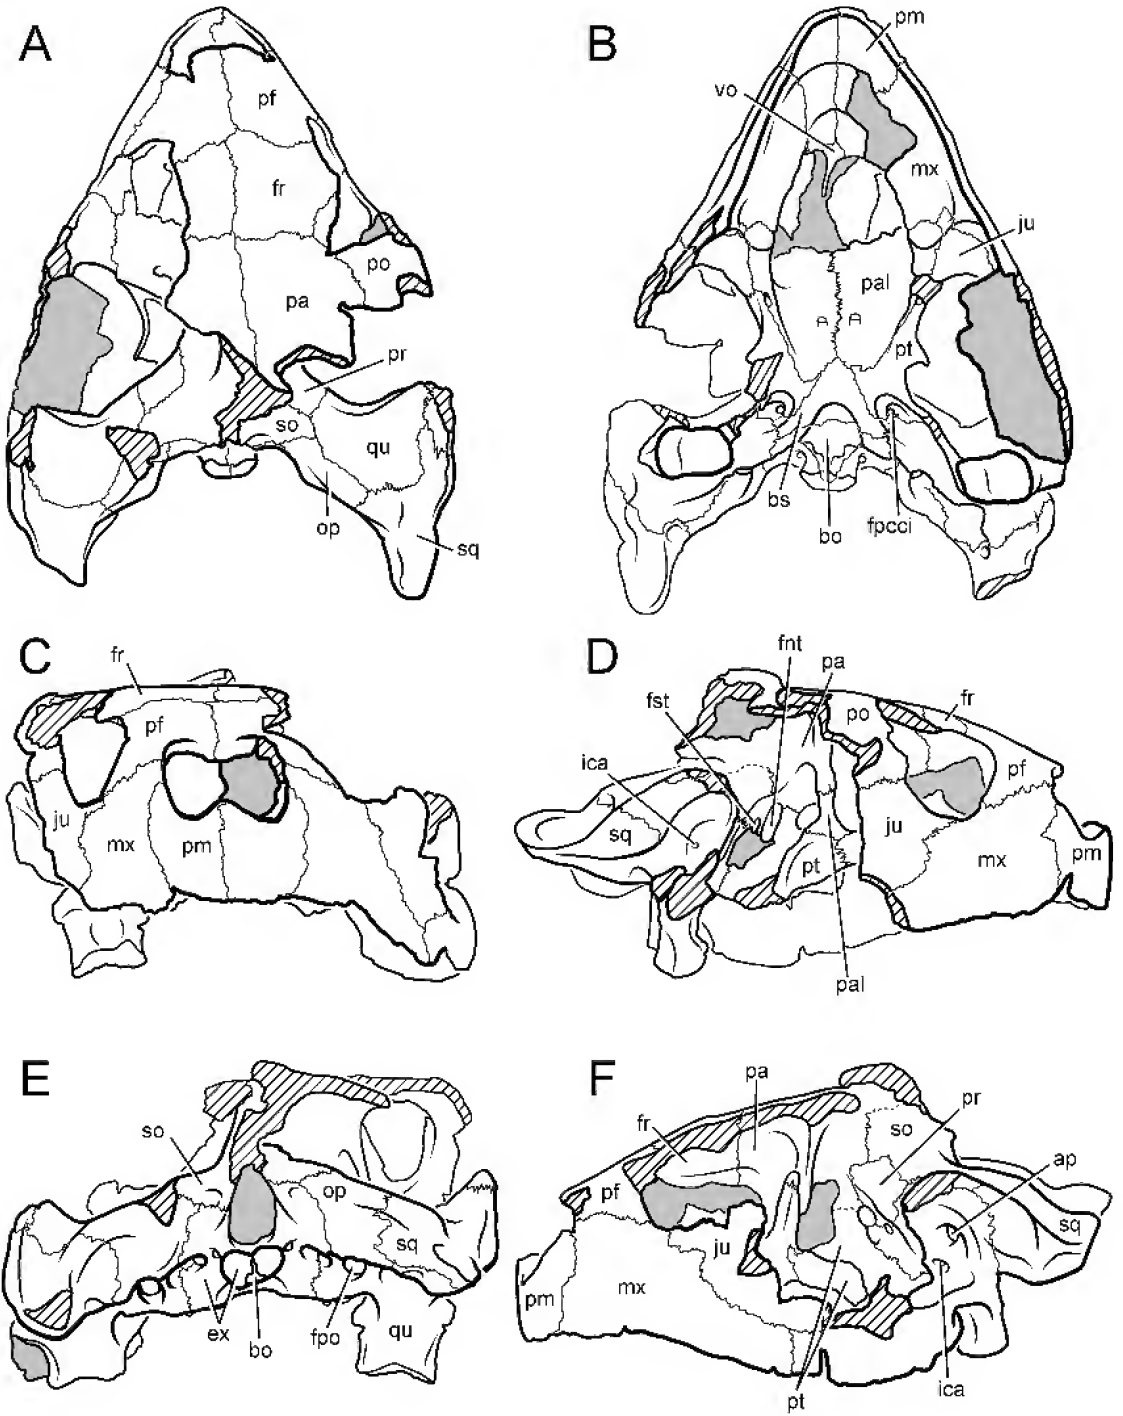 A
pf
fr
po
pa
pr
so
qu
op
sq
B
pm
vo
mx
ju
pal
pt
bs
bo
fpcci
C
fr
pf
ju
mx
pm
D
fnt
pa
fst
po
fr
ica
pf
sq
ju
pt
mx
pm
pal
E
so
op
sq
ex
bo
fpo
qu
F
pa
fr
pr
so
ap
pf
sq
ju
pm
mx
pt
ica